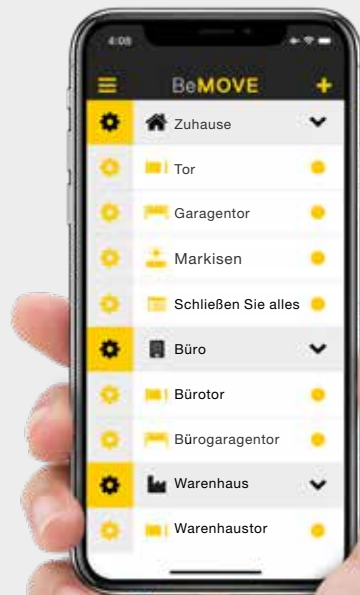 4:08
BeMOVE
Zuhause
Tor
Garagentor
Markisen
Schließen Sie alles
Büro
Bürotor
Bürogaragentor
Warenhaus
Warenhaustor